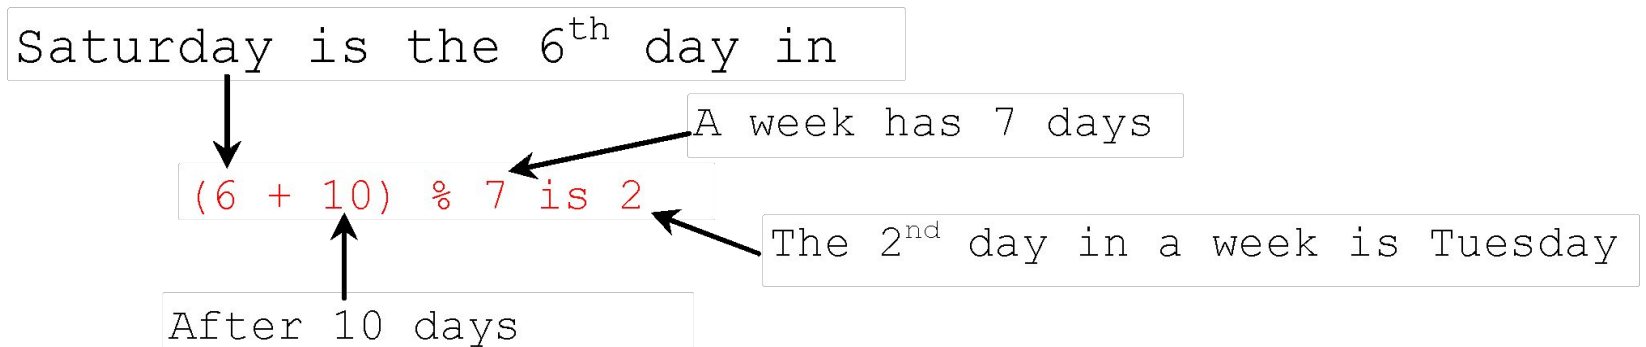 Saturday is the 6th day in
A week has 7 days
(6 + 10) % 7 is 2
The 2nd day in a week is Tuesday
After 10 days